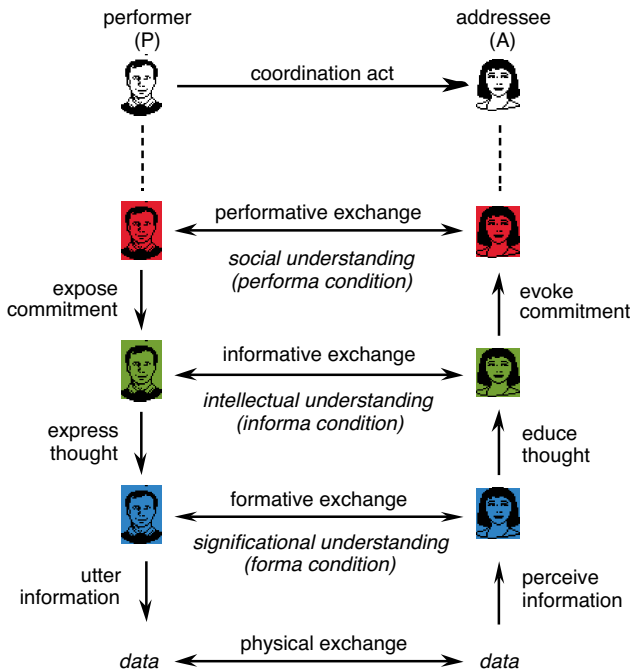 performer
(P)
addressee
(A)
coordination act
performative exchange
social understanding
(performa condition)
expose
commitment
evoke
commitment
informative exchange
intellectual understanding
(informa condition)
express
thought
educe
thought
formative exchange
significational understanding
(forma condition)
utter
information
perceive
information
data
physical exchange
data